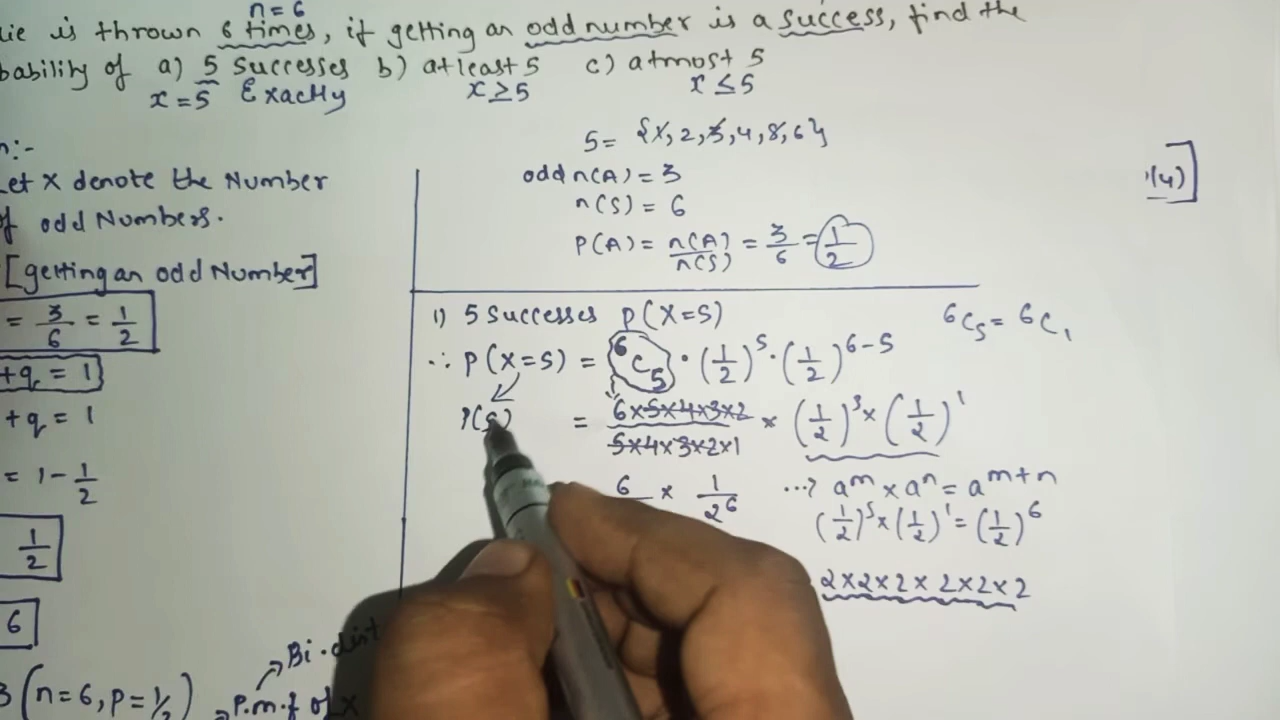 n=6
ie is thrown 6 times, if getting an odd number is a success, find the
bability of a) 5 successes b) atleast 5 c) atmost 5
x=5 Exactly x≥5 x≤5
n:-
Let X denote the Number
of odd Numbers.
[getting an odd Number]
= 3/6 = 1/2
+q = 1
+q = 1
= 1 - 1/2
1/2
6
B(n=6, p=1/2)
Bi.dist
P.m.f of x
S = {1, 2, 3, 4, 5, 6}
odd n(A) = 3
n(S) = 6
P(A) = n(A)/n(S) = 3/6 = 1/2
(4)]
1) 5 Successes P(X=5) ⁶C₅ = ⁶C₁
∴ P(X=5) = ⁶C₅ · (1/2)⁵ · (1/2)⁶⁻⁵
P(5) = 6×5×4×3×2/5×4×3×2×1 × (1/2)⁵ × (1/2)¹
6 × 1/2⁶ ...? aᵐ × aⁿ = aᵐ⁺ⁿ
(1/2)⁵ × (1/2)¹ = (1/2)⁶
2×2×2×2×2×2